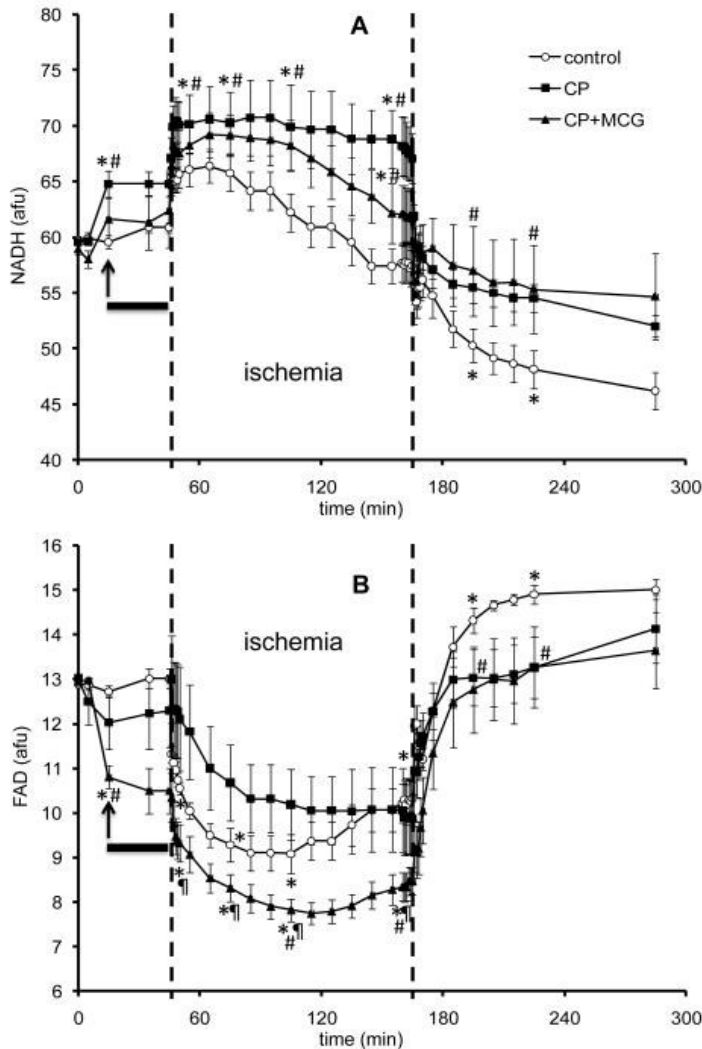 80
A
75
*# *# *# *#
control
CP
CP+MCG
70
*#
65
*#
60
# #
55
50
* *
45
40
NADH (afu)
ischemia
0 60 120 180 240 300
time (min)
16
B
15
* *
14
ischemia
13
# #
12
11
*
*#
10
*
*
9
*
*¶
8
*¶
*¶
#
*¶
#
7
6
FAD (afu)
0 60 120 180 240 300
time (min)